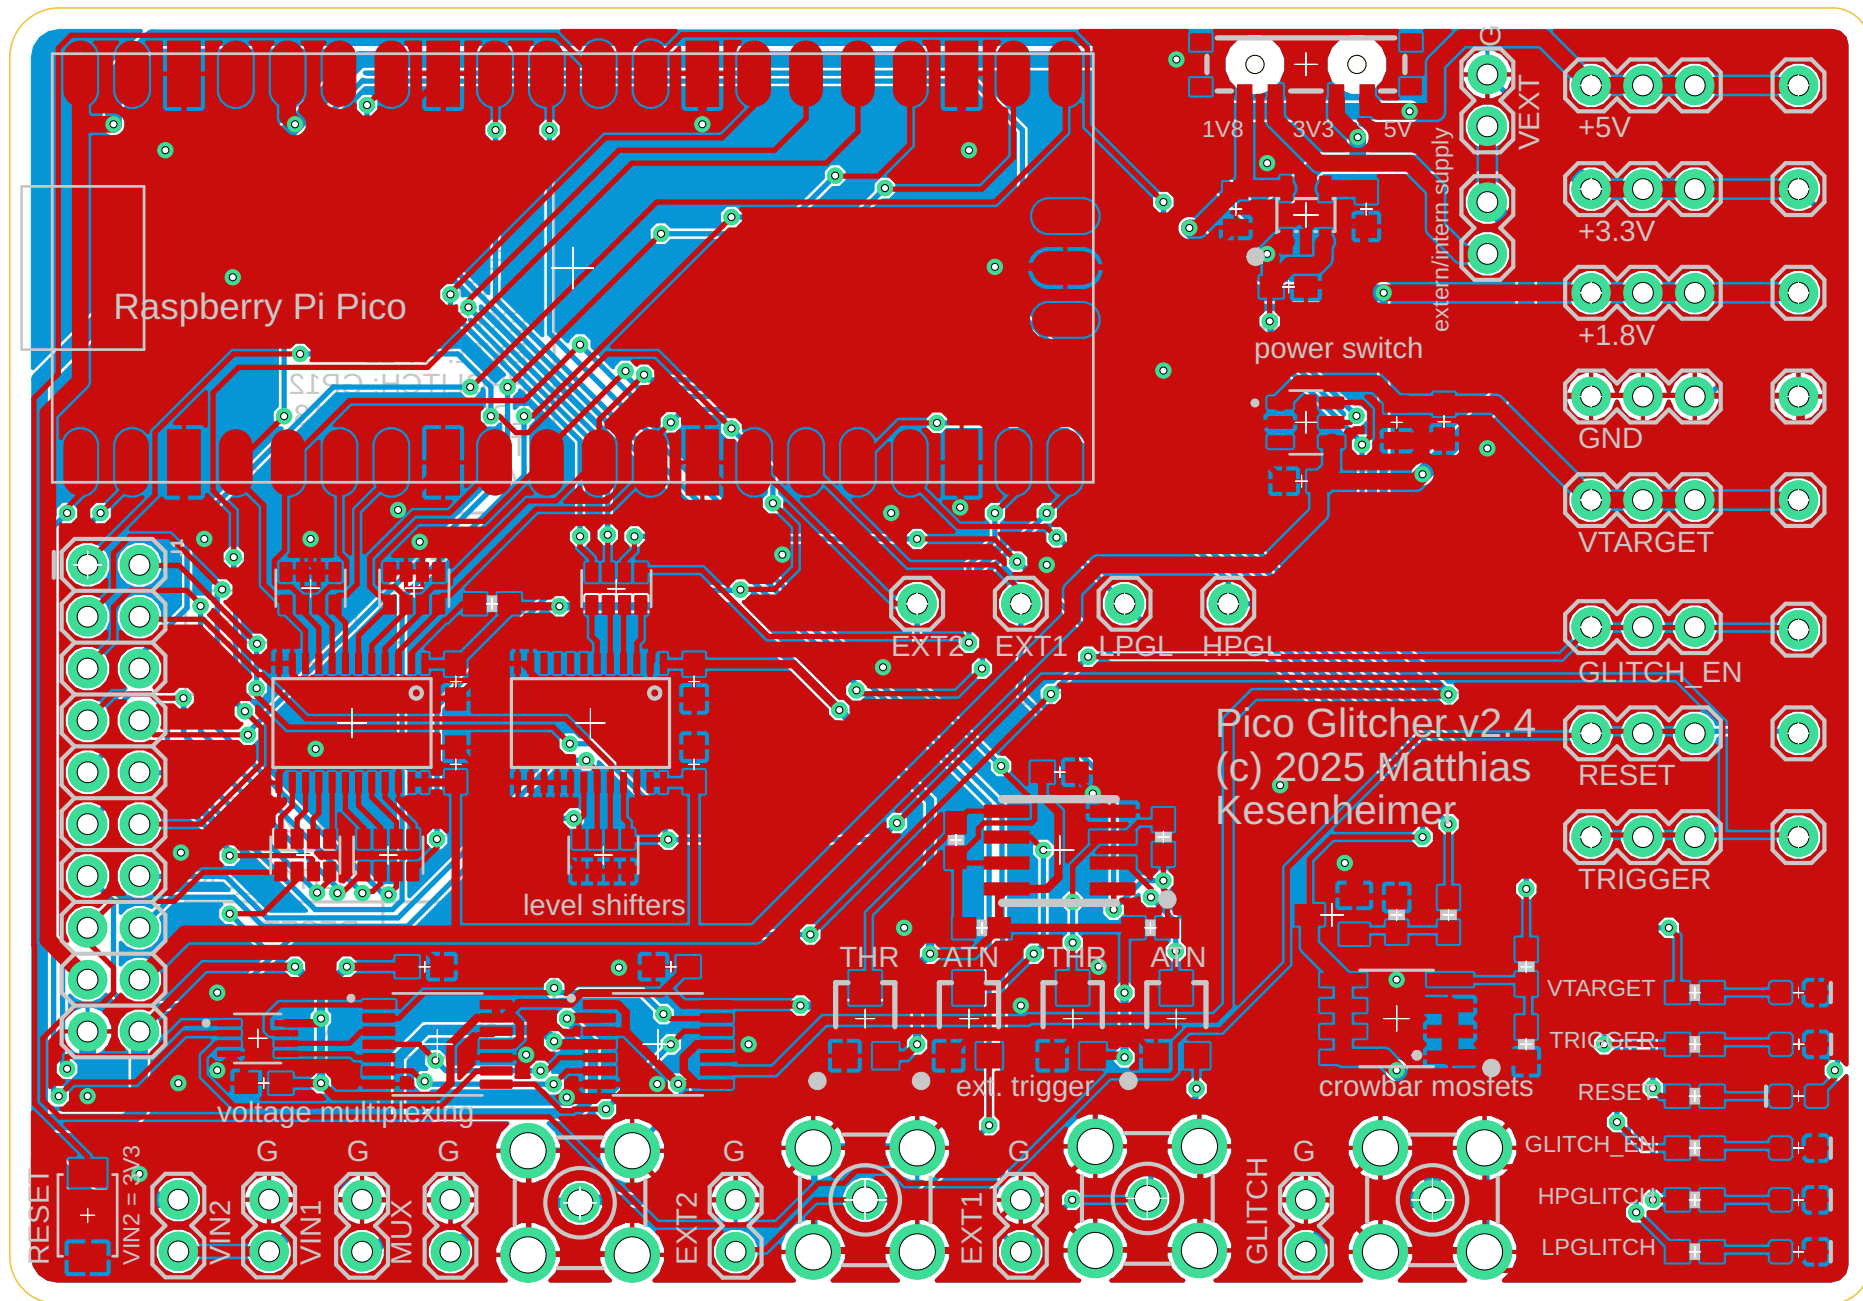 G
VEXT
1V8 3V3 5V
extern/intern supply
+5V
+3.3V
Raspberry Pi Pico
+1.8V
power switch
GLITCH: GP12
GND
VTARGET
J1
EXT2 EXT1 LPGL HPGL
GLITCH_EN
Pico Glitcher v2.4
(c) 2025 Matthias
Kesenheimer
RESET
TRIGGER
level shifters
THR ATN THR ATN
VTARGET
TRIGGER
RESET
GLITCH_EN
HPGLITCH
LPGLITCH
ext. trigger
crowbar mosfets
voltage multiplexing
G G G G G G
RESET
VIN2 = 3V3
VIN2
VIN1
MUX
EXT2
EXT1
GLITCH